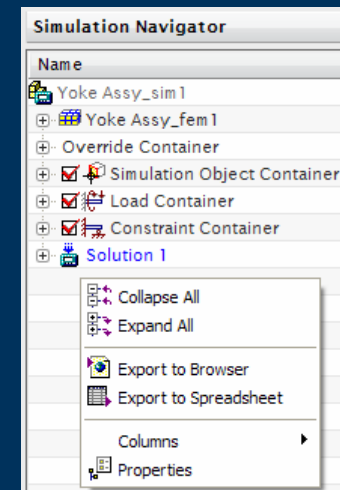 Simulation Navigator
Name
Yoke Assy_sim1
Yoke Assy_fem1
Override Container
Simulation Object Container
Load Container
Constraint Container
Solution 1
Collapse All
Expand All
Export to Browser
Export to Spreadsheet
Columns
Properties